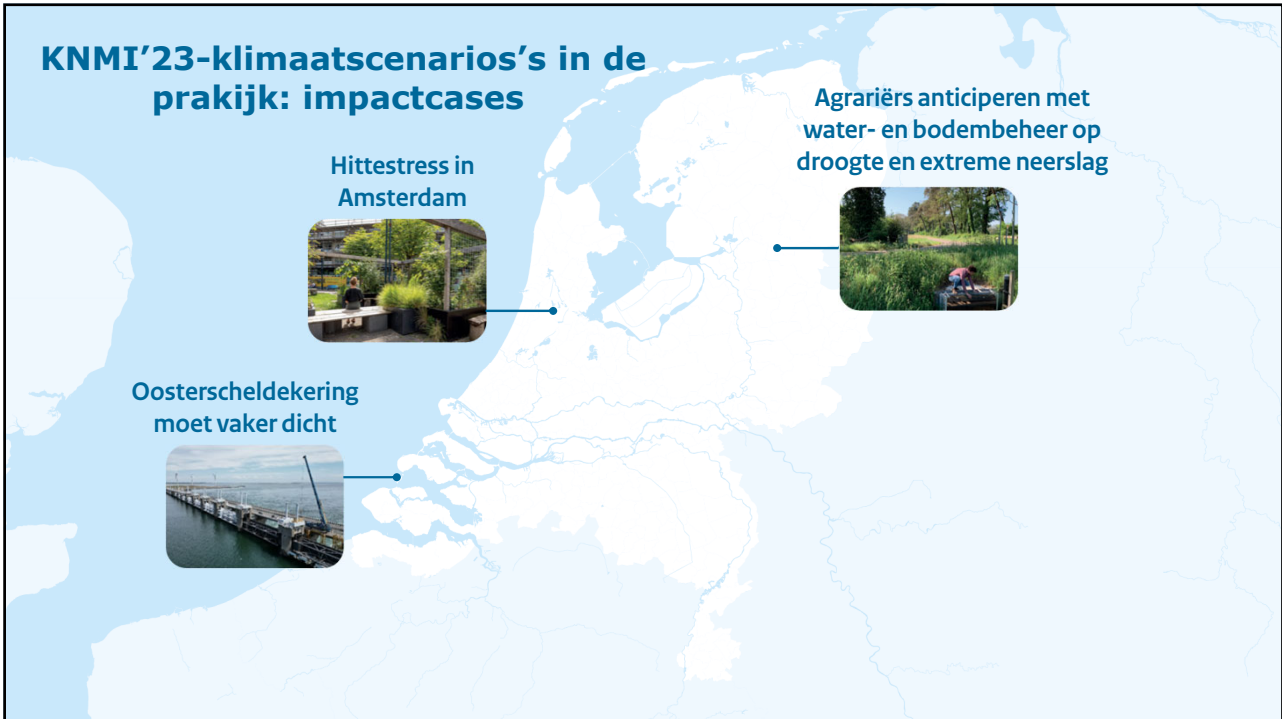 KNMI’23-klimaatscenarios’s in de
prakijk: impactcases
Agrariërs anticiperen met
water- en bodembeheer op
droogte en extreme neerslag
Hittestress in
Amsterdam
Oosterscheldekering
moet vaker dicht